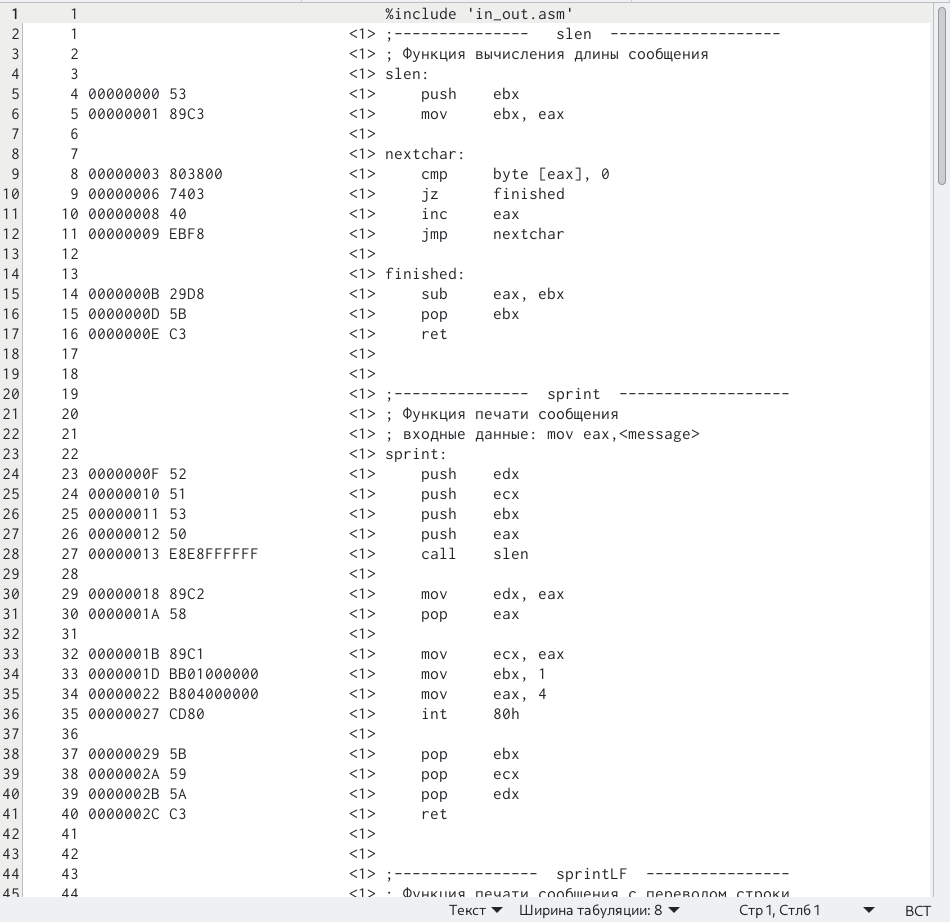 1      1                                  %include 'in_out.asm'
2      1                              <1> ;---------------   slen  -------------------
3      2                              <1> ; Функция вычисления длины сообщения
4      3                              <1> slen:
5      4 00000000 53                  <1>     push    ebx
6      5 00000001 89C3                <1>     mov     ebx, eax
7      6                              <1>
8      7                              <1> nextchar:
9      8 00000003 803800              <1>     cmp     byte [eax], 0
10      9 00000006 7403                <1>     jz      finished
11     10 00000008 40                  <1>     inc     eax
12     11 00000009 EBF8                <1>     jmp     nextchar
13     12                              <1>
14     13                              <1> finished:
15     14 0000000B 29D8                <1>     sub     eax, ebx
16     15 0000000D 5B                  <1>     pop     ebx
17     16 0000000E C3                  <1>     ret
18     17                              <1>
19     18                              <1>
20     19                              <1> ;---------------  sprint  -------------------
21     20                              <1> ; Функция печати сообщения
22     21                              <1> ; входные данные: mov eax,<message>
23     22                              <1> sprint:
24     23 0000000F 52                  <1>     push    edx
25     24 00000010 51                  <1>     push    ecx
26     25 00000011 53                  <1>     push    ebx
27     26 00000012 50                  <1>     push    eax
28     27 00000013 E8E8FFFFFF          <1>     call    slen
29     28                              <1>
30     29 00000018 89C2                <1>     mov     edx, eax
31     30 0000001A 58                  <1>     pop     eax
32     31                              <1>
33     32 0000001B 89C1                <1>     mov     ecx, eax
34     33 0000001D BB01000000          <1>     mov     ebx, 1
35     34 00000022 B804000000          <1>     mov     eax, 4
36     35 00000027 CD80                <1>     int     80h
37     36                              <1>
38     37 00000029 5B                  <1>     pop     ebx
39     38 0000002A 59                  <1>     pop     ecx
40     39 0000002B 5A                  <1>     pop     edx
41     40 0000002C C3                  <1>     ret
42     41                              <1>
43     42                              <1>
44     43                              <1> ;----------------  sprintLF  ----------------
45     44                              <1> ; Функция печати сообщения с переводом строки
Текст Ширина табуляции: 8 Стр 1, Стлб 1 ВСТ